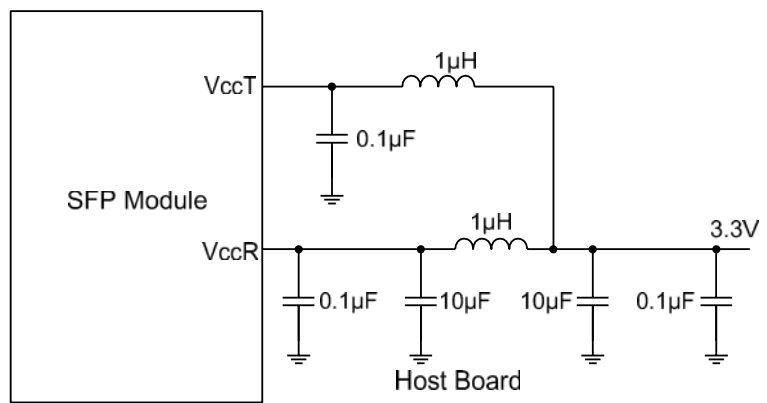 1µH
VccT
0.1µF
SFP Module
1µH
3.3V
VccR
0.1µF
10µF
10µF
0.1µF
Host Board